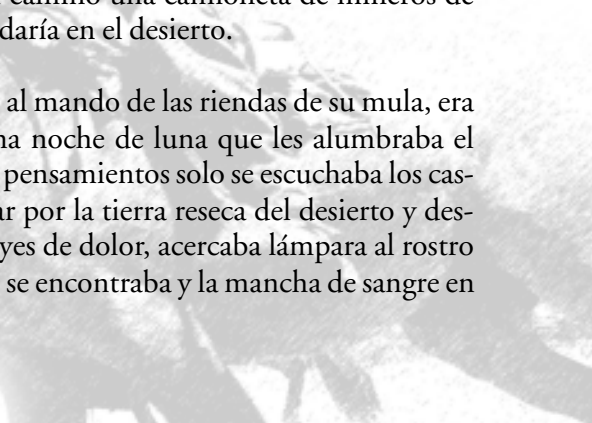 camino una camioneta de mineros de
daría en el desierto.
al mando de las riendas de su mula, era
na noche de luna que les alumbraba el
pensamientos solo se escuchaba los cas-
ar por la tierra reseca del desierto y des-
yes de dolor, acercaba lámpara al rostro
se encontraba y la mancha de sangre en